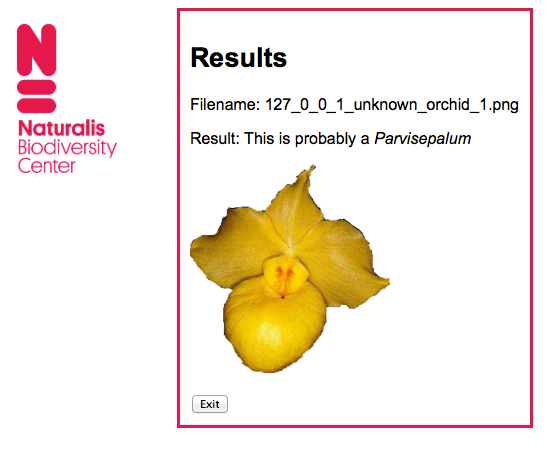 Naturalis
Biodiversity
Center
Results
Filename: 127_0_0_1_unknown_orchid_1.png
Result: This is probably a Parvisepalum
Exit